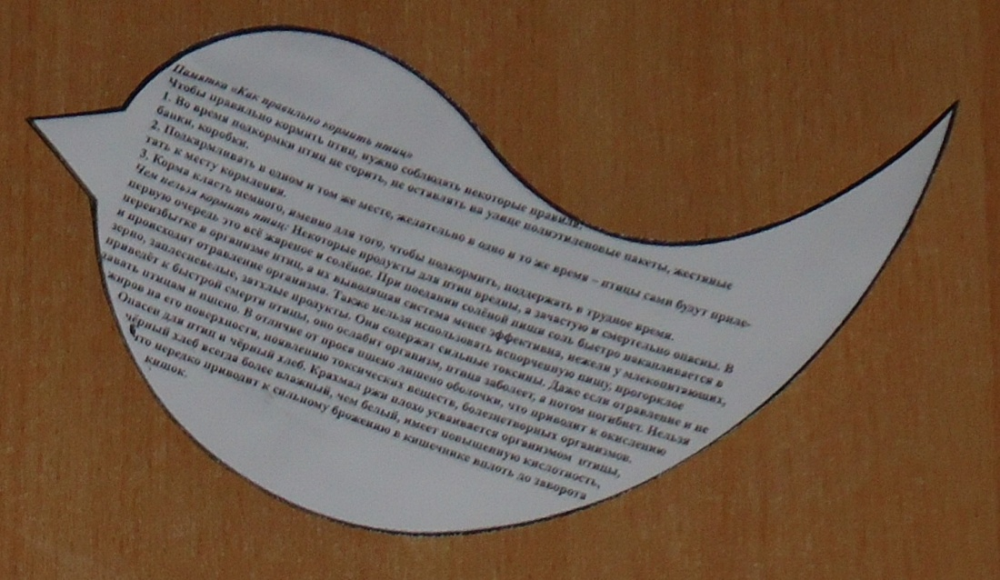 Памятка «Как правильно кормить птиц»
Чтобы правильно кормить птиц, нужно соблюдать некоторые правила:
1. Во время подкормки птиц не сорить, не оставлять на улице полиэтиленовые пакеты, жестяные
банки, коробки.
2. Подкармливать в одном и том же месте, желательно в одно и то же время – птицы сами будут приле-
тать к месту кормления.
3. Корма класть немного, именно для того, чтобы подкормить, поддержать в трудное время.
Чем нельзя кормить птиц: Некоторые продукты для птиц вредны, а зачастую и смертельно опасны. В
первую очередь это всё жареное и солёное. При поедании солёной пищи соль быстро накапливается в
переизбытке в организме птиц, а их выводящая система менее эффективна, нежели у млекопитающих,
и происходит отравление организма. Также нельзя использовать испорченную пищу, прогорклое
зерно, заплесневелые, затхлые продукты. Они содержат сильные токсины. Даже если отравление и не
приведёт к быстрой смерти птицы, оно ослабит организм, птица заболеет, а потом погибнет. Нельзя
давать птицам и пшено. В отличие от проса пшено лишено оболочки, что приводит к окислению
жиров на его поверхности, появлению токсических веществ, болезнетворных организмов.
Опасен для птиц и чёрный хлеб. Крахмал ржи плохо усваивается организмом птицы,
чёрный хлеб всегда более влажный, чем белый, имеет повышенную кислотность,
что нередко приводит к сильному брожению в кишечнике вплоть до заворота
кишок.